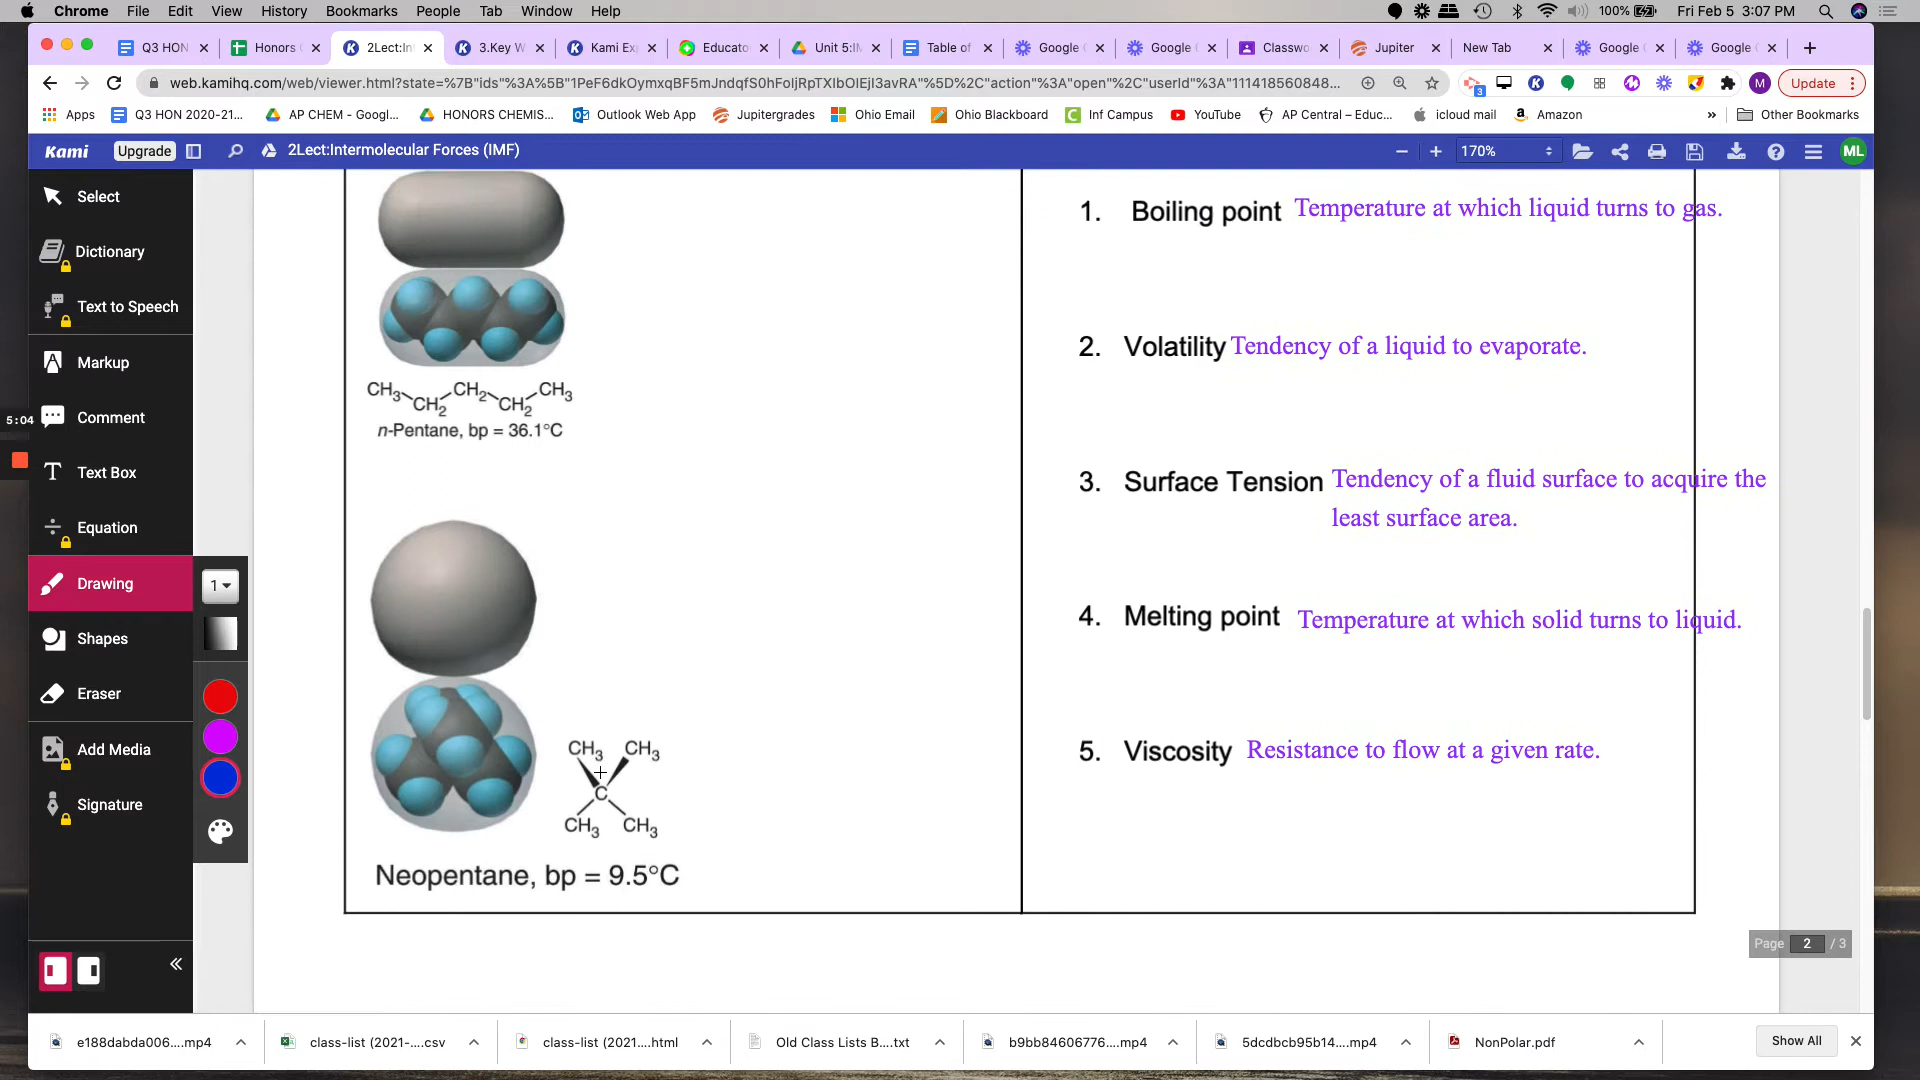 Chrome File Edit View History Bookmarks People Tab Window Help 100% Fri Feb 5 3:07 PM
Q3 HON Honors 2Lect:In 3.Key W Kami Ex Educato Unit 5:IM Table of Google Google Classwo Jupiter New Tab Google Google
web.kamihq.com/web/viewer.html?state=%7B"ids"%3A%5B"1PeF6dkOymxqBF5mJndqfS0hFoljRpTXIbOIEjI3avRA"%5D%2C"action"%3A"open"%2C"userId"%3A"111418560848... Update
Apps Q3 HON 2020-21... AP CHEM - Googl... HONORS CHEMIS... Outlook Web App Jupitergrades Ohio Email Ohio Blackboard Inf Campus YouTube AP Central – Educ... icloud mail Amazon » Other Bookmarks
Kami Upgrade 2Lect:Intermolecular Forces (IMF) 170% ML
Select
Dictionary
Text to Speech
Markup
5:04
Comment
Text Box
Equation
Drawing
Shapes
Eraser
Add Media
Signature
1
3
CH3 CH2 CH3
CH2 CH2
n-Pentane, bp = 36.1°C
CH3 CH3
C
CH3 CH3
Neopentane, bp = 9.5°C
1. Boiling point Temperature at which liquid turns to gas.
2. Volatility Tendency of a liquid to evaporate.
3. Surface Tension Tendency of a fluid surface to acquire the
least surface area.
4. Melting point Temperature at which solid turns to liquid.
5. Viscosity Resistance to flow at a given rate.
Page 2 / 3
e188dabda006....mp4 class-list (2021-....csv class-list (2021....html Old Class Lists B....txt b9bb84606776....mp4 5dcdbcb95b14....mp4 NonPolar.pdf Show All